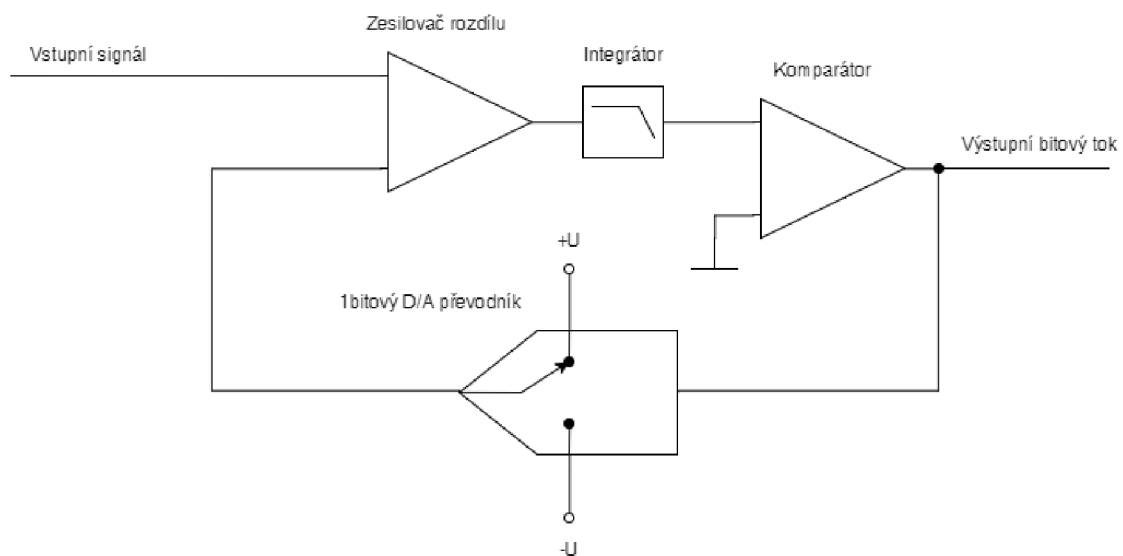 Zesilovač rozdílu
Vstupní signál
Integrátor
Komparátor
Výstupní bitový tok
+U
1bitový D/A převodník
-U